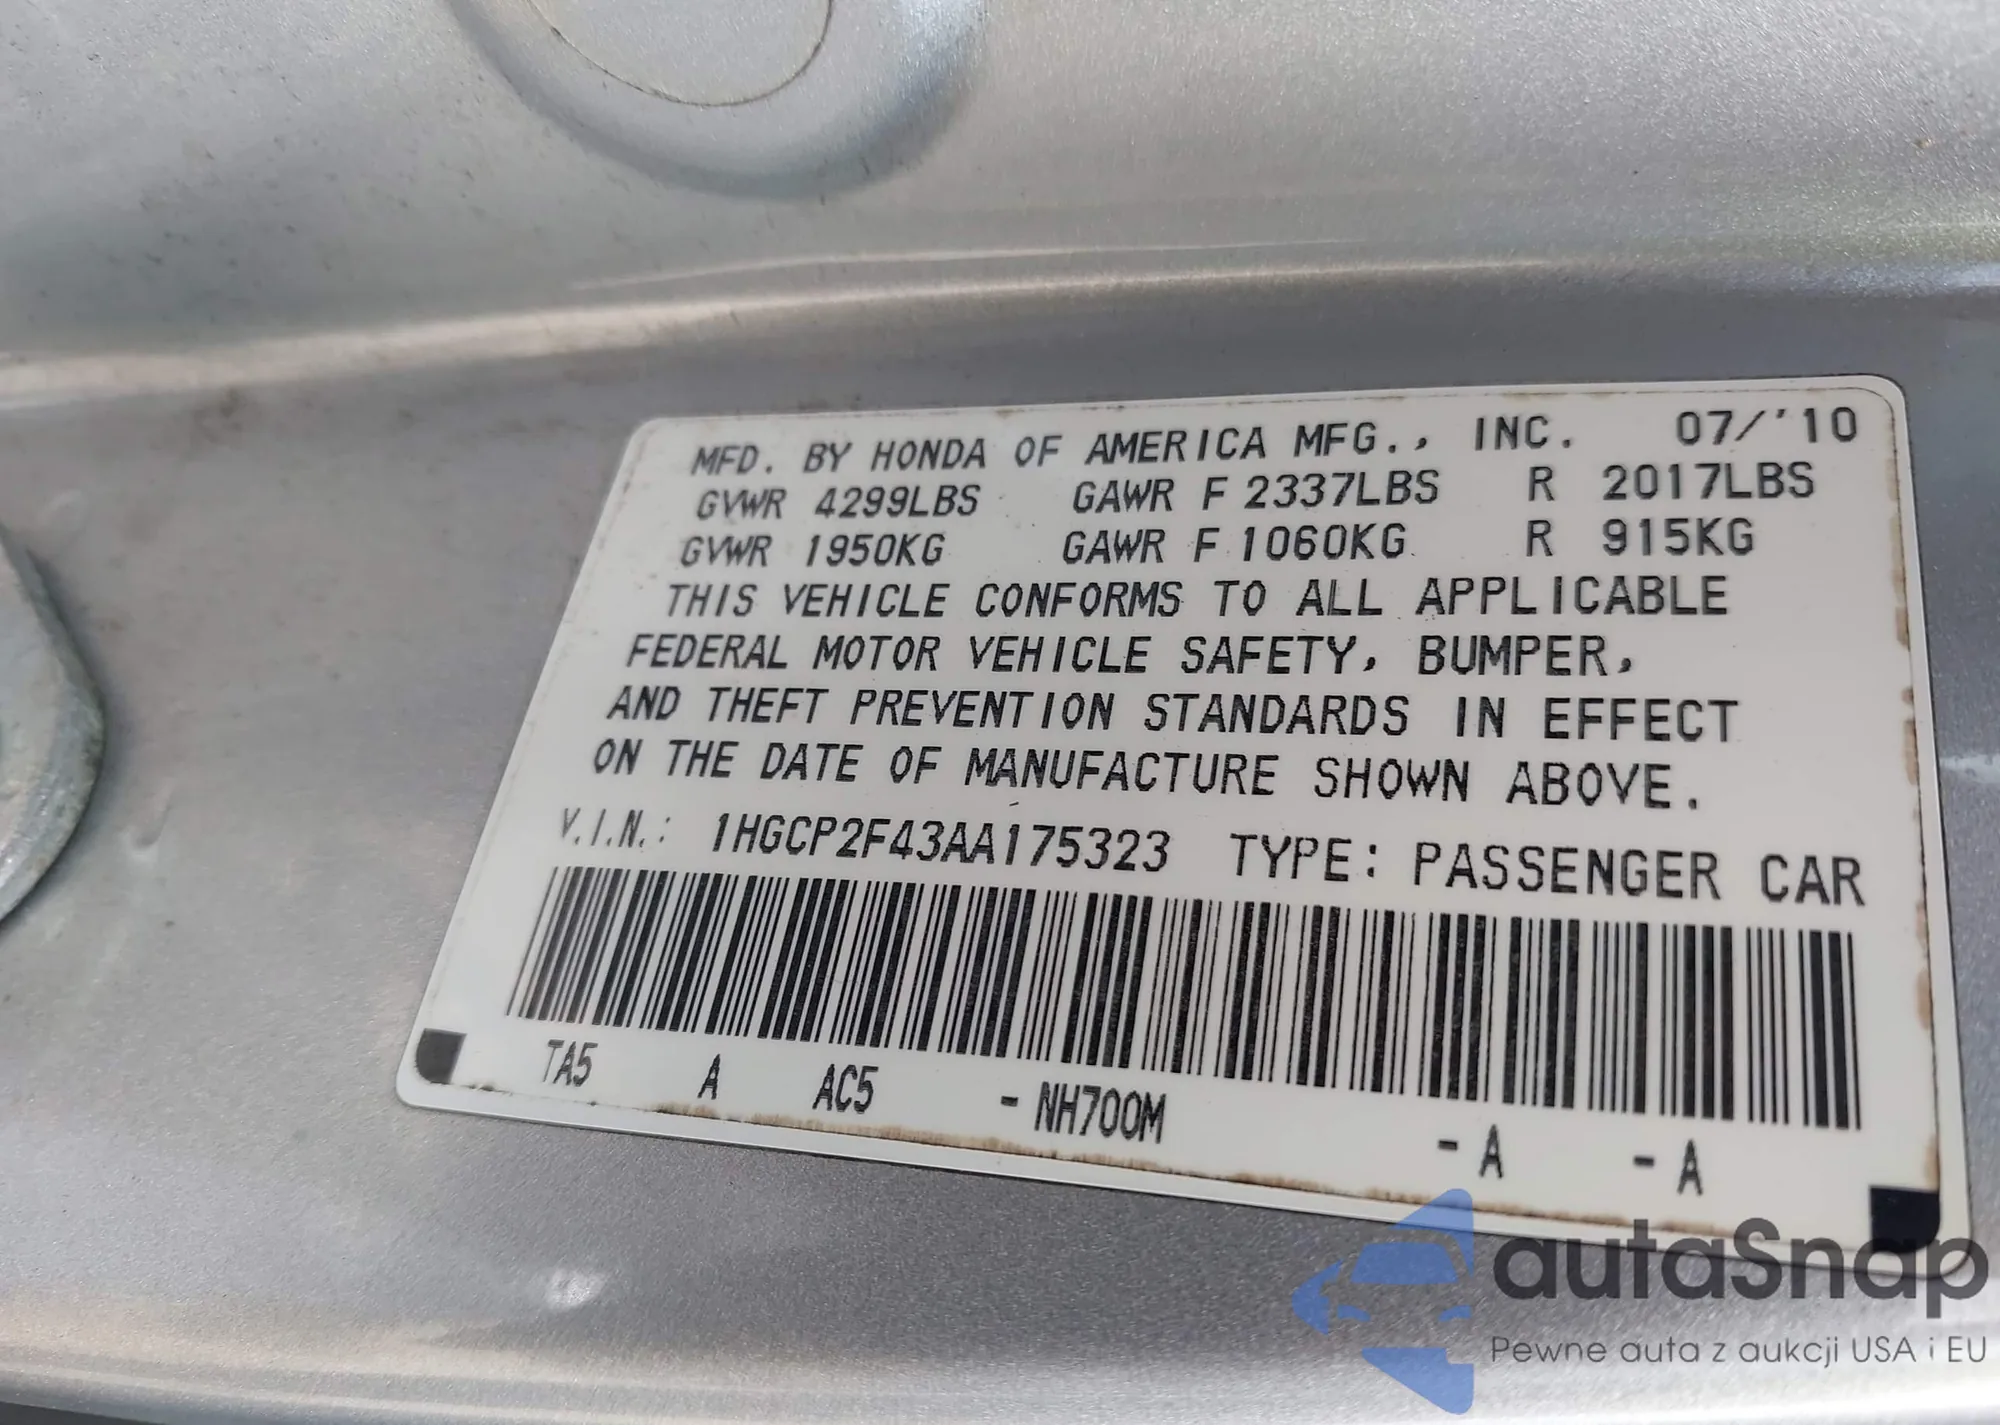 MFD. BY HONDA OF AMERICA MFG., INC. 07/'10
GVWR 4299LBS GAWR F 2337LBS R 2017LBS
GVWR 1950KG GAWR F 1060KG R 915KG
THIS VEHICLE CONFORMS TO ALL APPLICABLE
FEDERAL MOTOR VEHICLE SAFETY, BUMPER,
AND THEFT PREVENTION STANDARDS IN EFFECT
ON THE DATE OF MANUFACTURE SHOWN ABOVE.
V.I.N.: 1HGCP2F43AA175323 TYPE: PASSENGER CAR
TA5 A AC5 - NH700M - A - A
autaSnap
Pewne auta z aukcji USA i EU